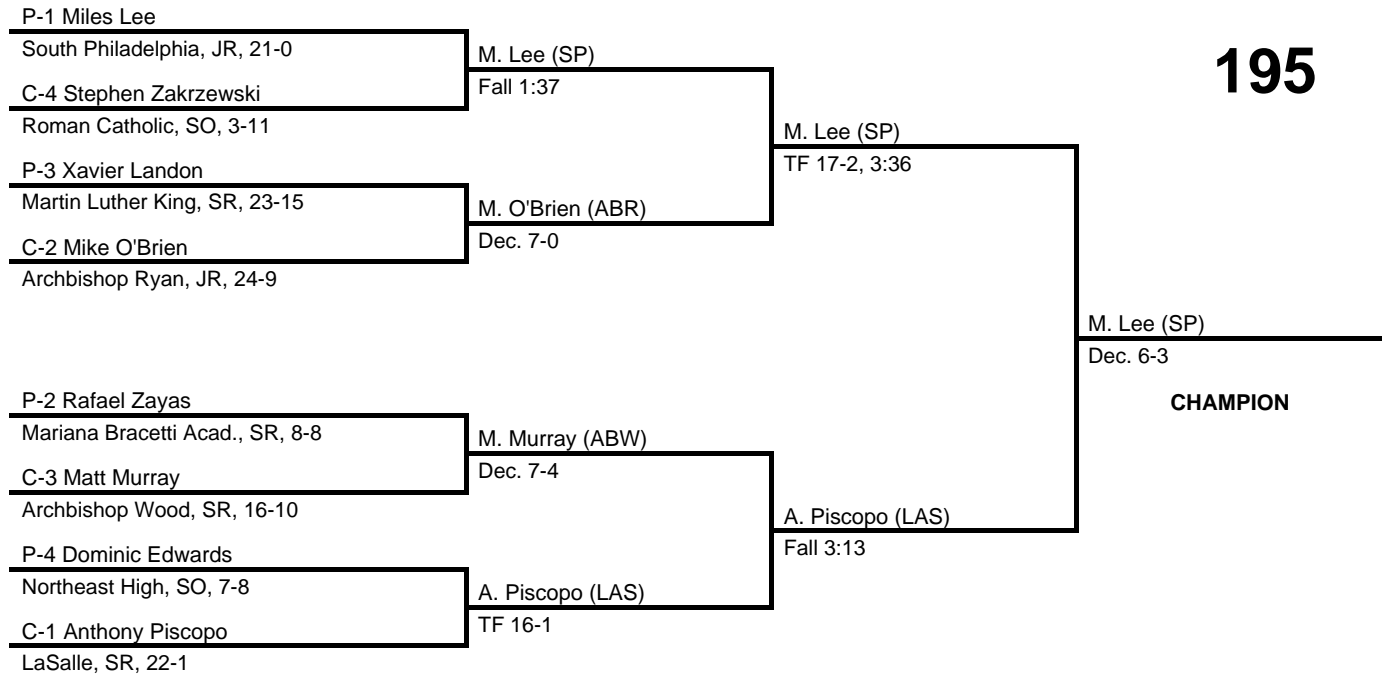 P-1 Miles Lee
South Philadelphia, JR, 21-0
C-4 Stephen Zakrzewski
Roman Catholic, SO, 3-11
P-3 Xavier Landon
Martin Luther King, SR, 23-15
C-2 Mike O'Brien
Archbishop Ryan, JR, 24-9
P-2 Rafael Zayas
Mariana Bracetti Acad., SR, 8-8
C-3 Matt Murray
Archbishop Wood, SR, 16-10
P-4 Dominic Edwards
Northeast High, SO, 7-8
C-1 Anthony Piscopo
LaSalle, SR, 22-1
M. Lee (SP)
Fall 1:37
M. O'Brien (ABR)
Dec. 7-0
M. Murray (ABW)
Dec. 7-4
A. Piscopo (LAS)
TF 16-1
M. Lee (SP)
TF 17-2, 3:36
A. Piscopo (LAS)
Fall 3:13
195
M. Lee (SP)
Dec. 6-3
CHAMPION